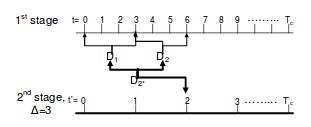 1st stage t= 0 1 2 3 4 5 6 7 8 9 ......... Tc
D1 D2
D2*
2nd stage, t'= 0 1 2 3 ......... T'c
Δ=3